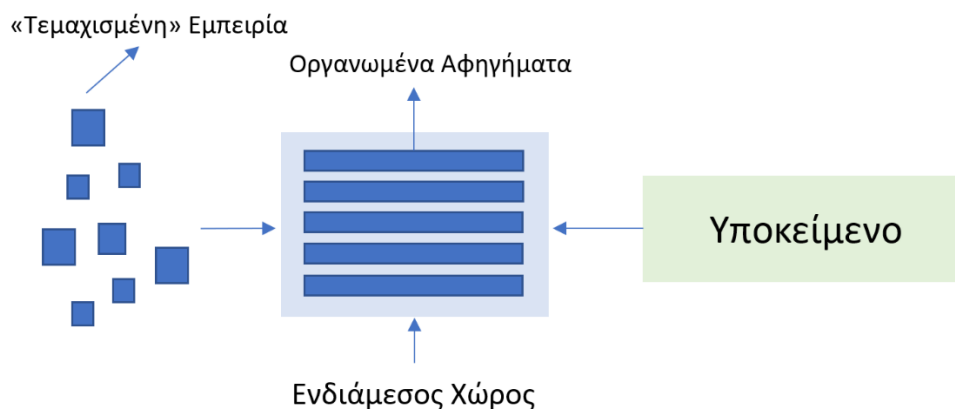 «Τεμαχισμένη» Εμπειρία
Οργανωμένα Αφηγήματα
Υποκείμενο
Ενδιάμεσος Χώρος